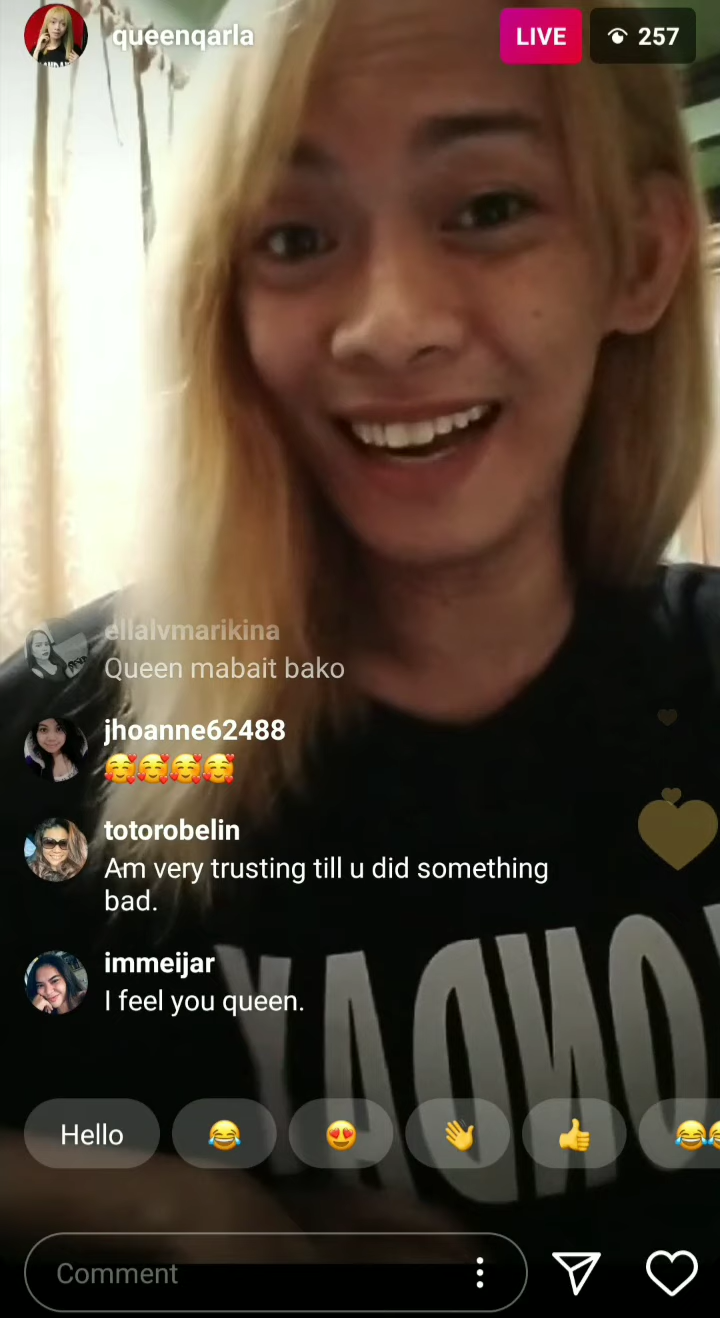 queenqarla
LIVE
257
ellalvmarikina
Queen mabait bako
jhoanne62488
🥰🥰🥰🥰
totorobelin
Am very trusting till u did something
bad.
immeijar
I feel you queen.
Hello
😂
😍
👋
👍
Comment